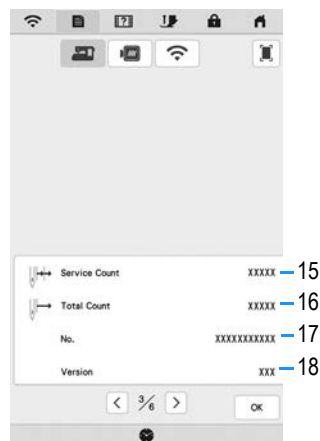 Service Count XXXXX 15
Total Count XXXXX 16
No. XXXXXXXXXXX 17
Version XXX 18
< 3/6 > OK